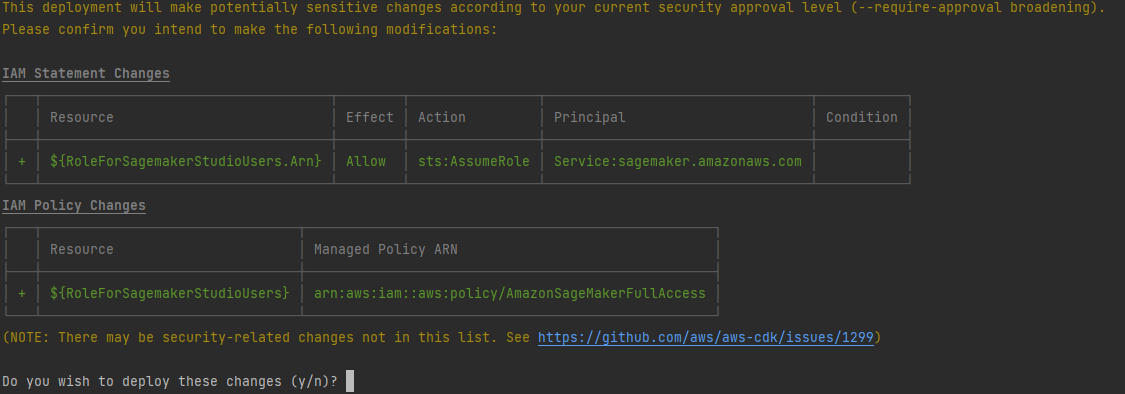 This deployment will make potentially sensitive changes according to your current security approval level (--require-approval broadening).
Please confirm you intend to make the following modifications:
IAM Statement Changes
Resource Effect Action Principal Condition
+ ${RoleForSagemakerStudioUsers.Arn} Allow sts:AssumeRole Service:sagemaker.amazonaws.com
IAM Policy Changes
Resource Managed Policy ARN
+ ${RoleForSagemakerStudioUsers} arn:aws:iam::aws:policy/AmazonSageMakerFullAccess
(NOTE: There may be security-related changes not in this list. See https://github.com/aws/aws-cdk/issues/1299)
Do you wish to deploy these changes (y/n)?